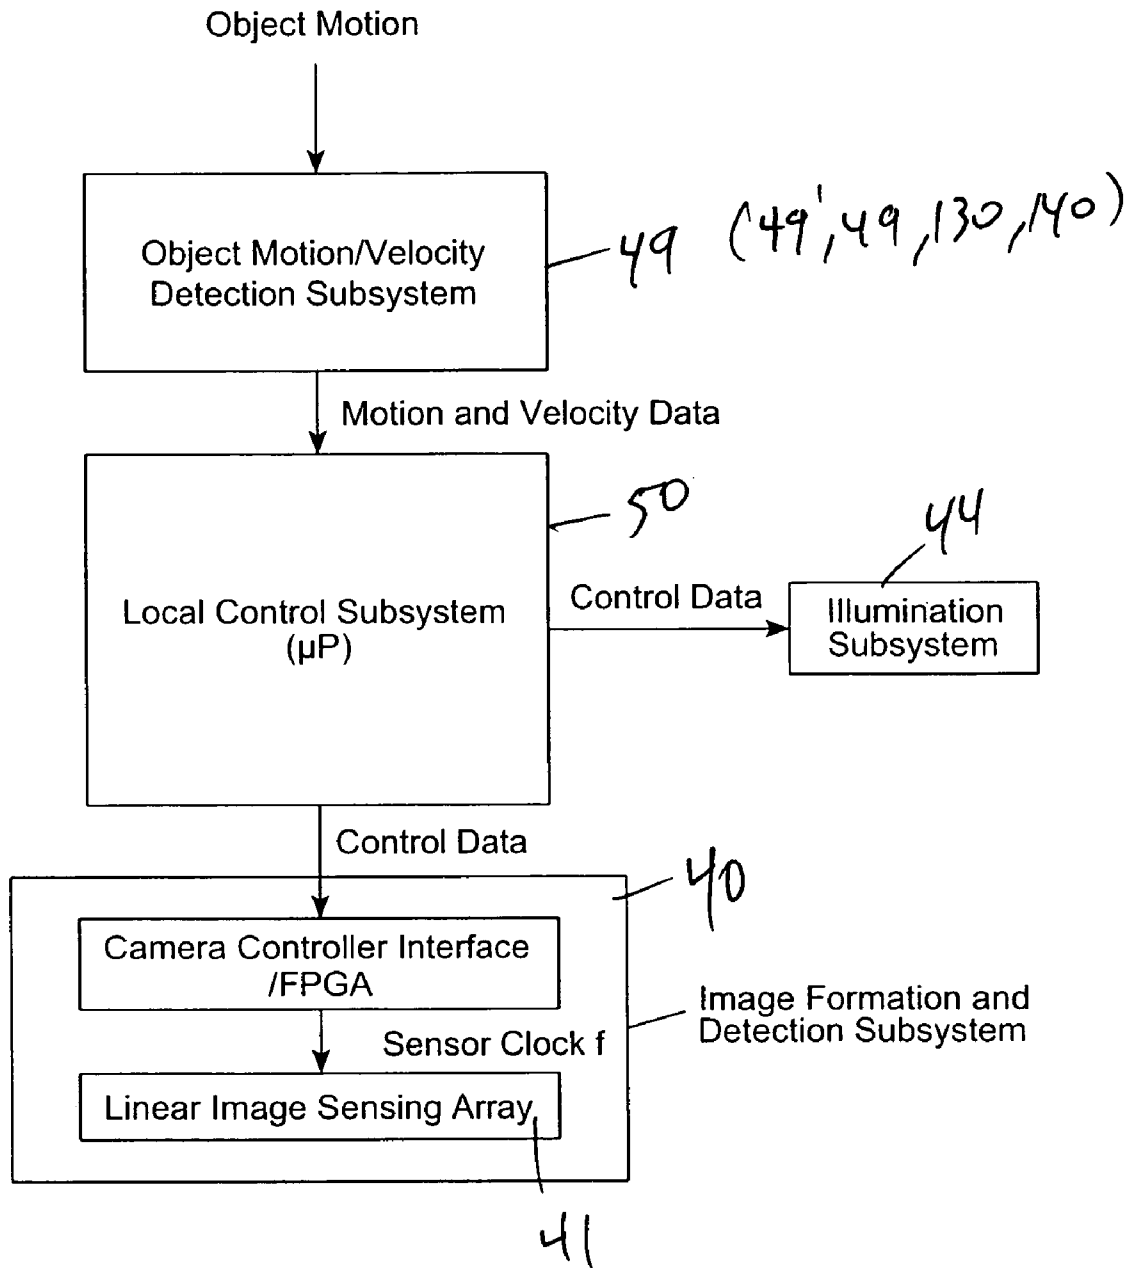 Object Motion
Object Motion/Velocity
Detection Subsystem
49 (49', 49, 130, 140)
Motion and Velocity Data
50
Local Control Subsystem
(µP)
Control Data
44
Illumination
Subsystem
Control Data
40
Camera Controller Interface
/FPGA
Image Formation and
Detection Subsystem
Sensor Clock f
Linear Image Sensing Array
41